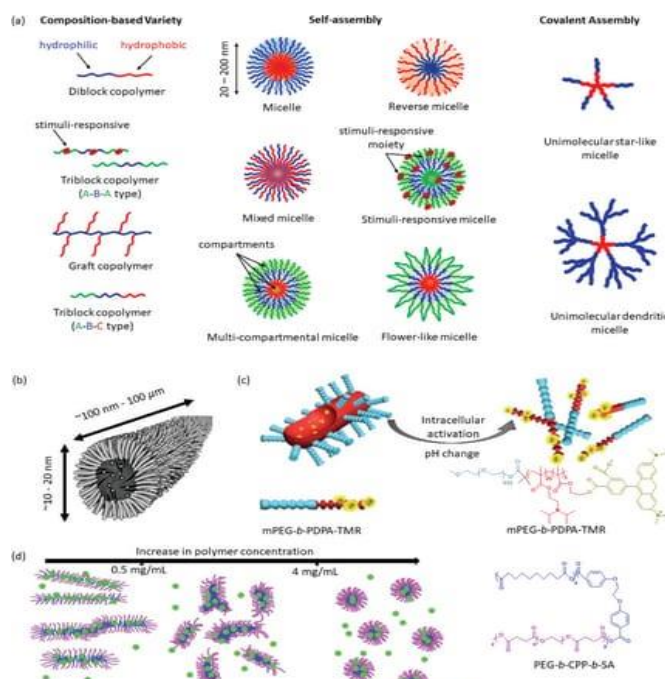 (a)
Composition-based Variety
Self-assembly
Covalent Assembly
hydrophilic
hydrophobic
Diblock copolymer
stimuli-responsive
Triblock copolymer
(A-B-A type)
Graft copolymer
Triblock copolymer
(A-B-C type)
20 – 200 nm
Micelle
Reverse micelle
stimuli-responsive
moiety
Mixed micelle
Stimuli-responsive micelle
compartments
Multi-compartmental micelle
Flower-like micelle
Unimolecular star-like
micelle
Unimolecular dendritic
micelle
(b)
~100 nm - 100 µm
~10 - 20 nm
(c)
Intracellular
activation
pH change
mPEG-b-PDPA-TMR
mPEG-b-PDPA-TMR
(d)
Increase in polymer concentration
0.5 mg/mL
4 mg/mL
PEG-b-CPP-b-SA